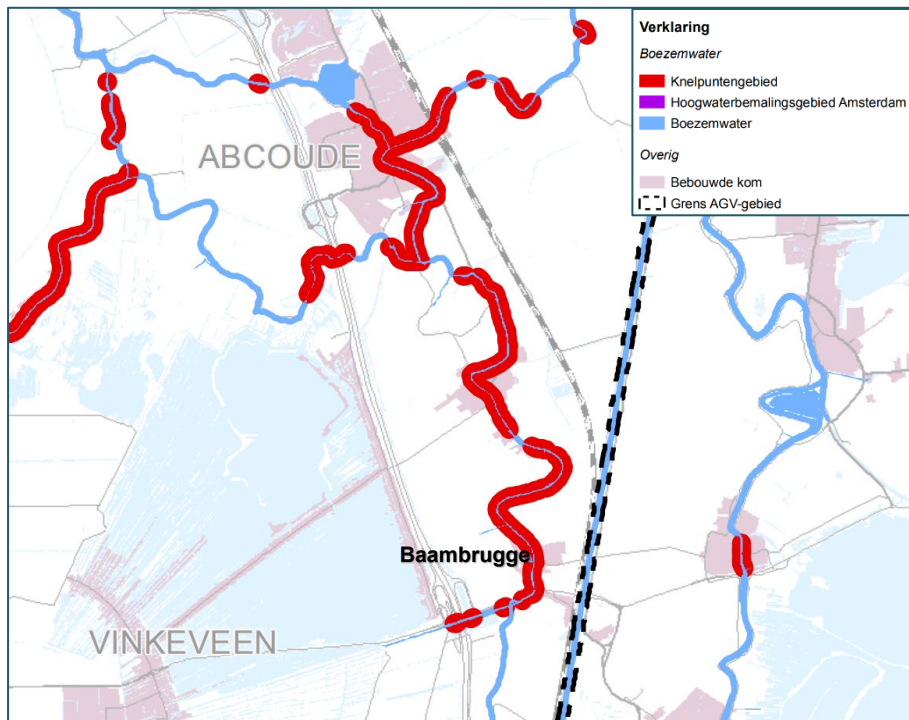 Verklaring
Boezemwater
Knelpuntengebied
Hoogwaterbemalingsgebied Amsterdam
Boezemwater
Overig
Bebouwde kom
Grens AGV-gebied
ABCOUDE
Baambrugge
VINKEVEEN